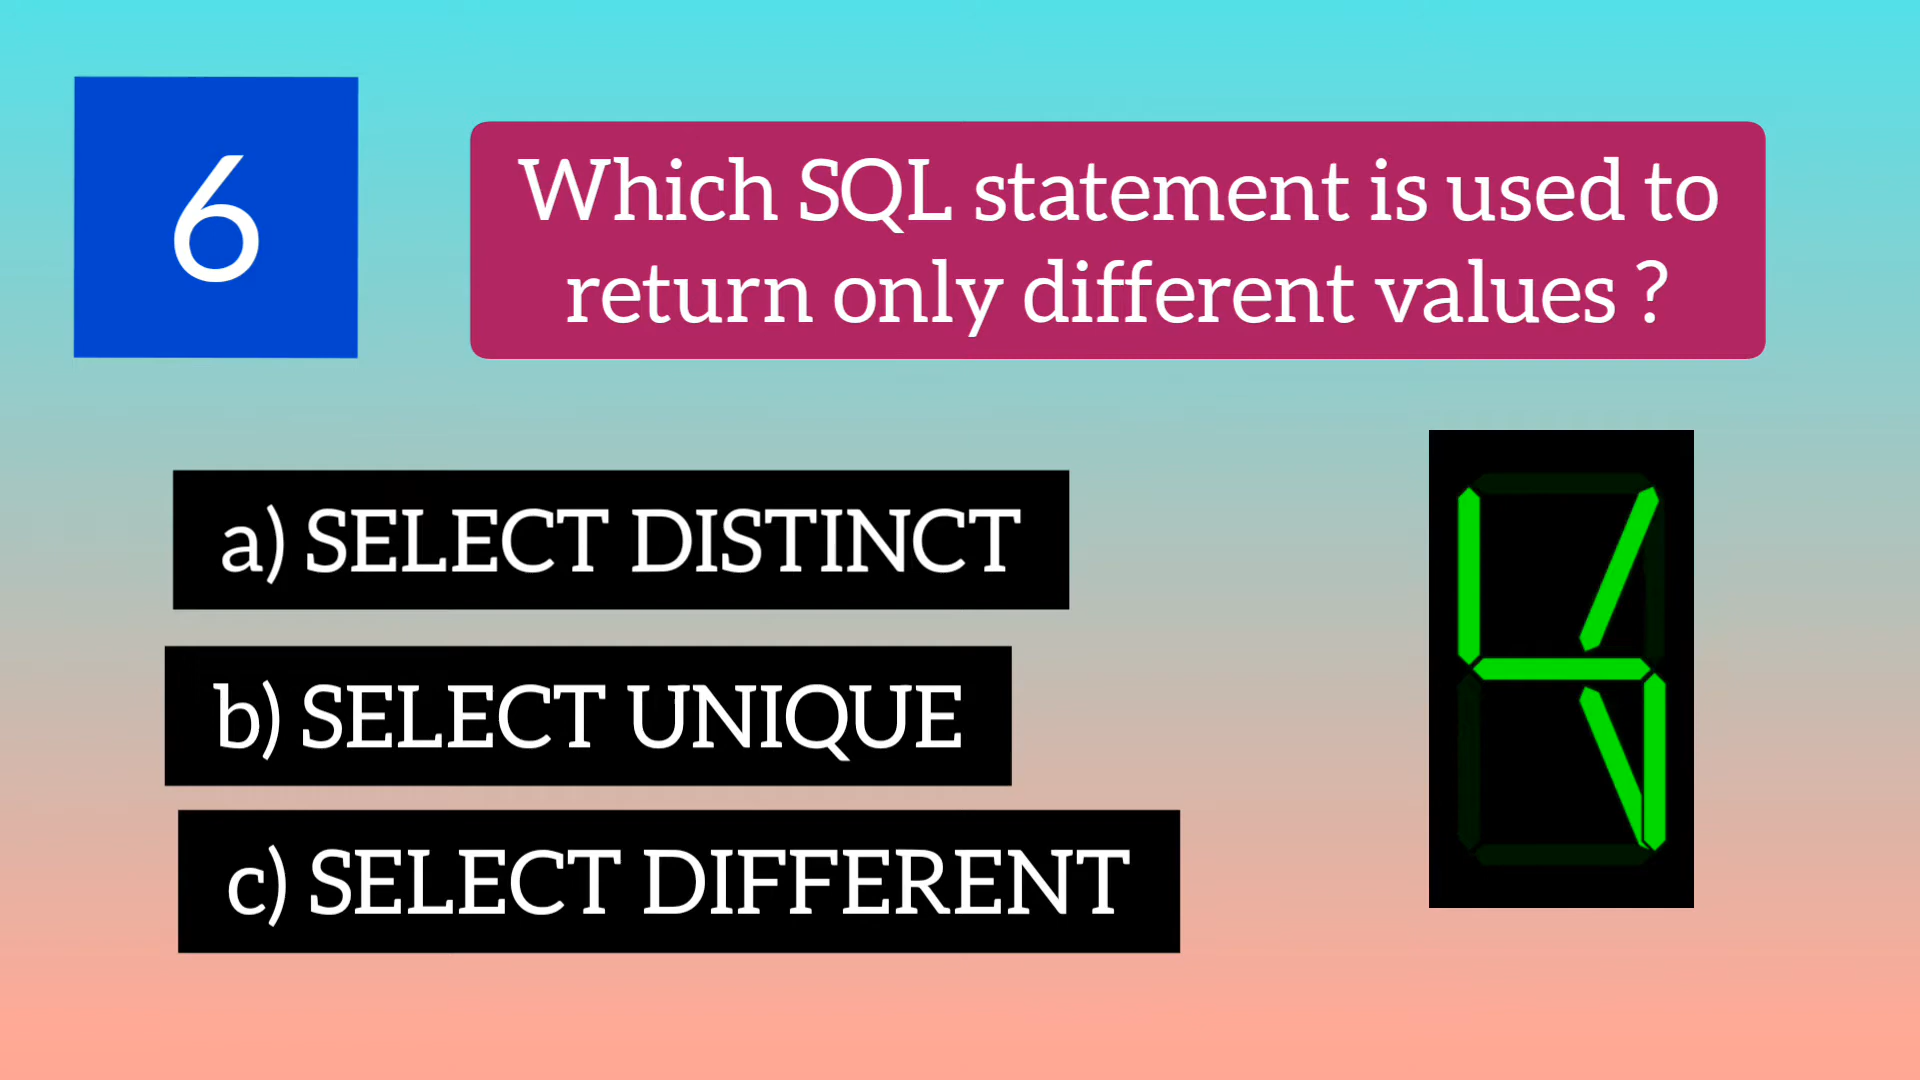 6
Which SQL statement is used to
return only different values ?
a) SELECT DISTINCT
b) SELECT UNIQUE
c) SELECT DIFFERENT